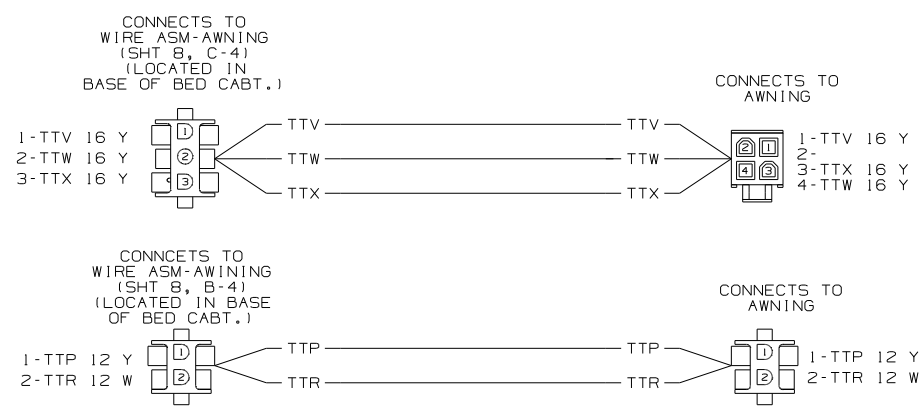 CONNECTS TO
WIRE ASM-AWNING
(SHT 8, C-4)
(LOCATED IN
BASE OF BED CABT.)
1-TTV 16 Y
2-TTW 16 Y
3-TTX 16 Y
1
2
3
TTV
TTW
TTX
TTV
TTW
TTX
CONNECTS TO
AWNING
2 1
4 3
1-TTV 16 Y
2-
3-TTX 16 Y
4-TTW 16 Y
CONNCETS TO
WIRE ASM-AWINING
(SHT 8, B-4)
(LOCATED IN BASE
OF BED CABT.)
1-TTP 12 Y
2-TTR 12 W
1
2
TTP
TTR
TTP
TTR
CONNECTS TO
AWNING
1
2
1-TTP 12 Y
2-TTR 12 W